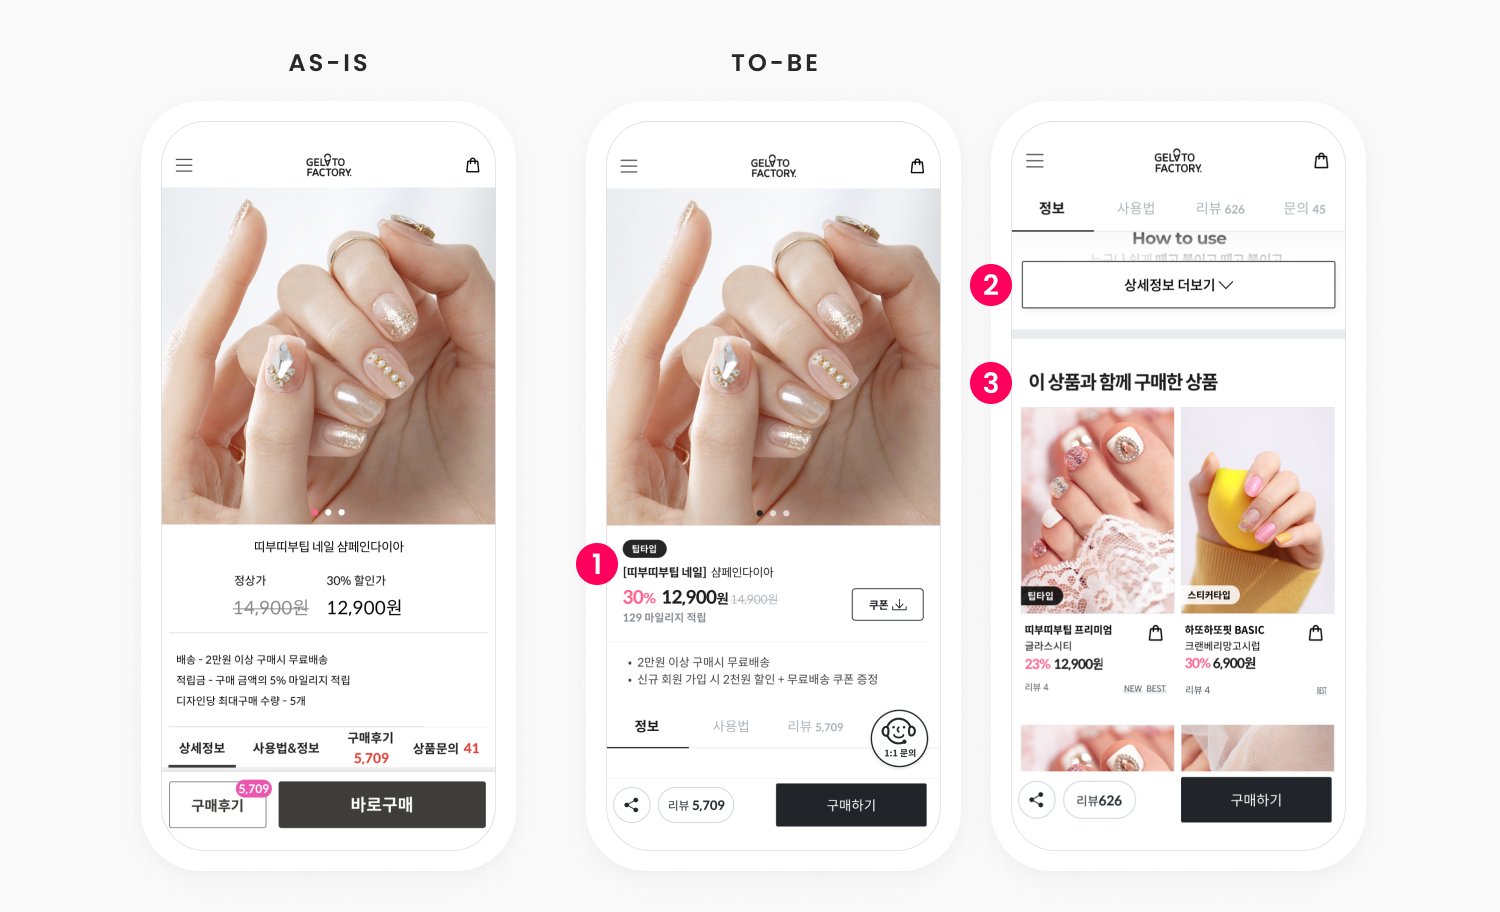 AS-IS
GELATO
FACTORY.
띠부띠부팁 네일 샴페인다이아
정상가
30% 할인가
14,900원
12,900원
배송 - 2만원 이상 구매시 무료배송
적립금 - 구매 금액의 5% 마일리지 적립
디자인당 최대구매 수량 - 5개
상세정보
사용법&정보
구매후기
5,709
상품문의 41
구매후기
5,709
바로구매
TO-BE
GELATO
FACTORY.
1
팁타입
[띠부띠부팁 네일] 샴페인다이아
30% 12,900원 14,900원
129 마일리지 적립
쿠폰
• 2만원 이상 구매시 무료배송
• 신규 회원 가입 시 2천원 할인 + 무료배송 쿠폰 증정
정보
사용법
리뷰 5,709
1:1 문의
리뷰 5,709
구매하기
GELATO
FACTORY.
정보
사용법
리뷰 626
문의 45
How to use
누구나 쉽게 떼고 붙이고 떼고 붙이고
2
상세정보 더보기
3
이 상품과 함께 구매한 상품
팁타입
띠부띠부팁 프리미엄
글라스시티
23% 12,900원
리뷰 4
NEW BEST
스티커타입
하또하또핏 BASIC
크랜베리망고시럽
30% 6,900원
리뷰 4
BEST
리뷰626
구매하기